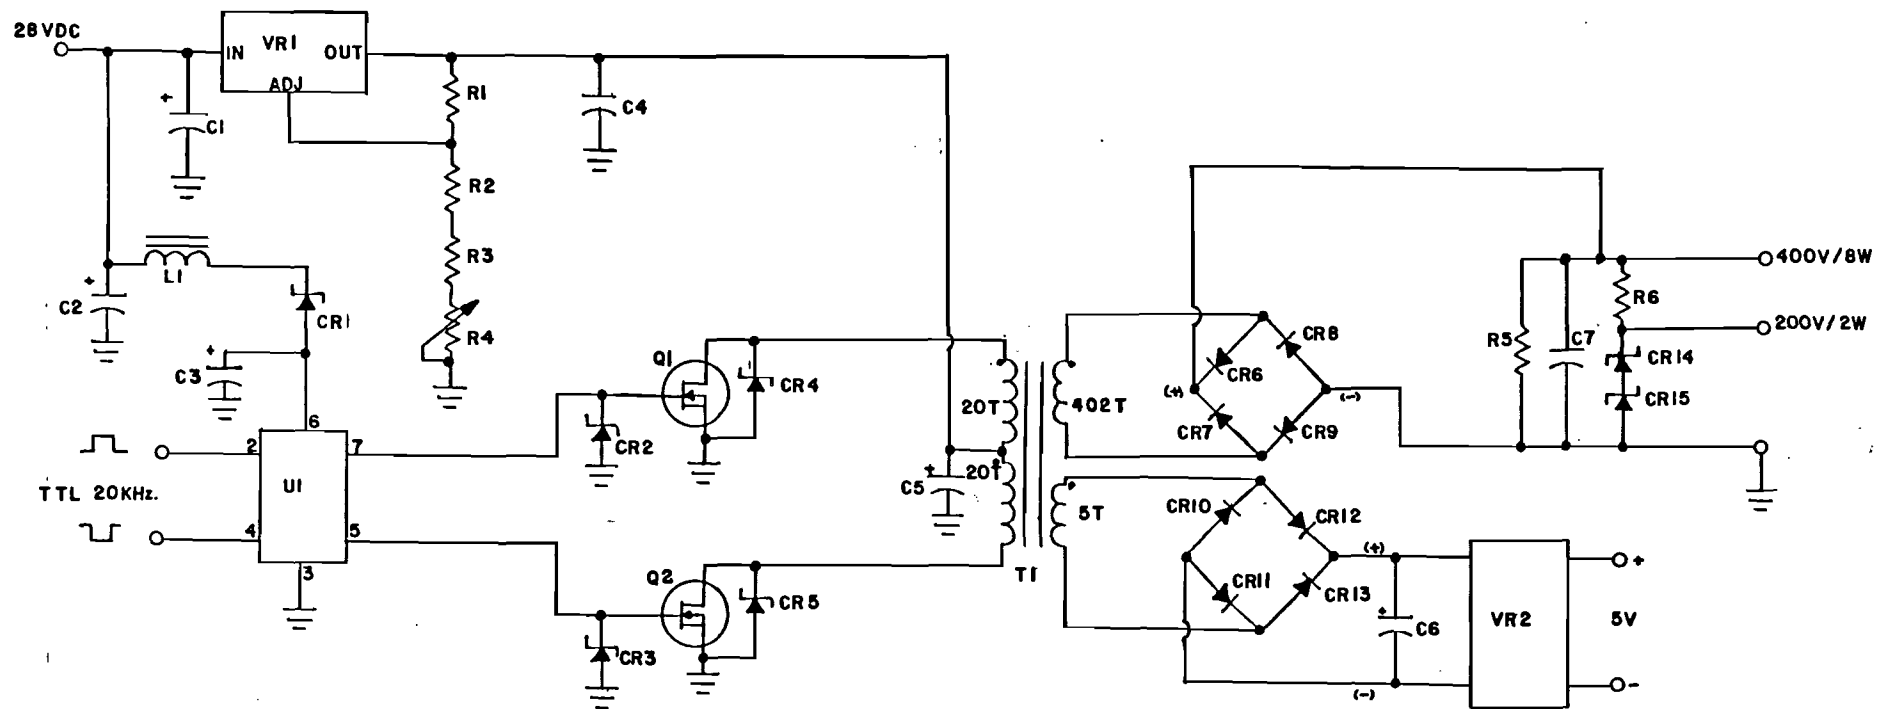 28VDC
IN VR1 OUT
ADJ
+
C1
R1
C4
R2
R3
R4
L1
+
C2
CR1
+
C3
6
2 7
U1
TTL 20KHz.
4 5
3
Q1
CR4
CR2
20T
402T
+
C5
20T
5T
T1
Q2
CR5
CR3
CR8
CR6
(+)
(-)
CR7
CR9
CR10
CR12
(+)
CR11
CR13
+
C6
(-)
VR2
+
5V
-
400V/8W
R6
200V/2W
R5
C7
CR14
CR15